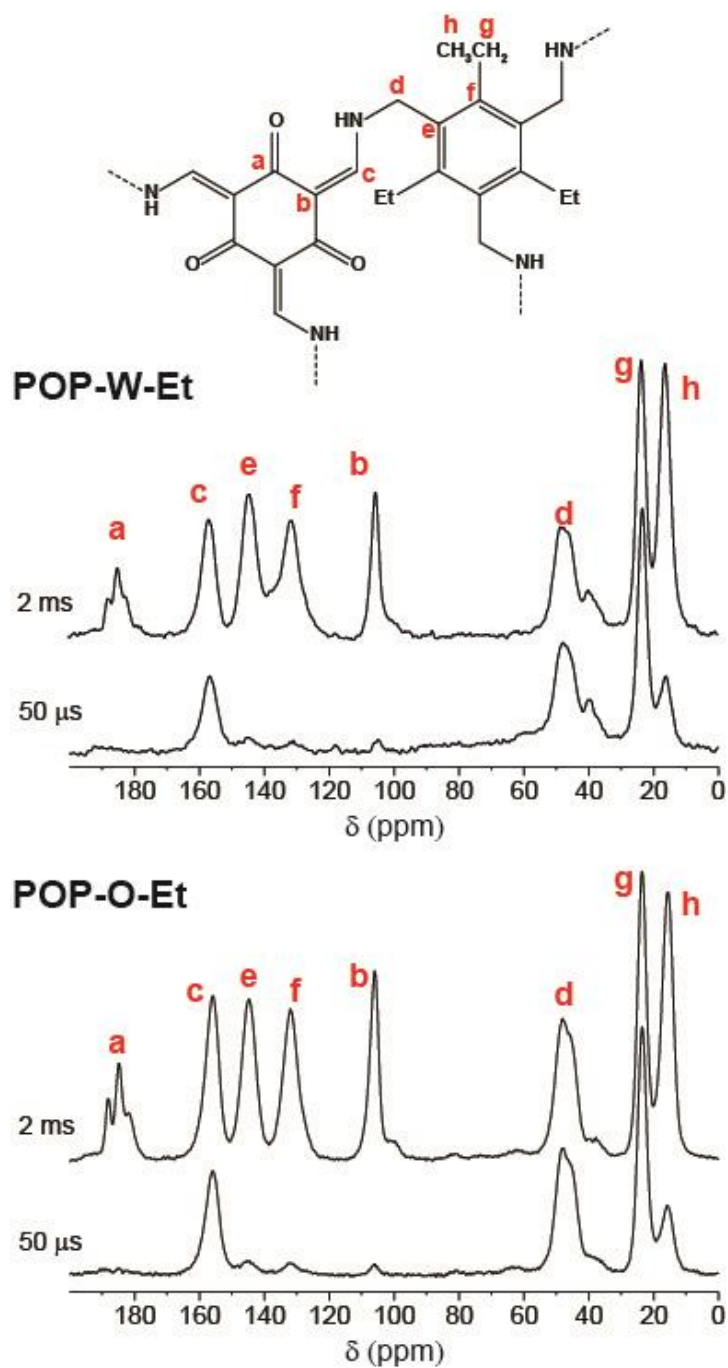 h g
CH₃CH₂ HN
d f
O HN e
a c
b
N
H
Et Et
O O
NH
NH
POP-W-Et
g h
a c e f b d
2 ms
50 μs
180 160 140 120 100 80 60 40 20 0
δ (ppm)
POP-O-Et
g h
a c e f b d
2 ms
50 μs
180 160 140 120 100 80 60 40 20 0
δ (ppm)